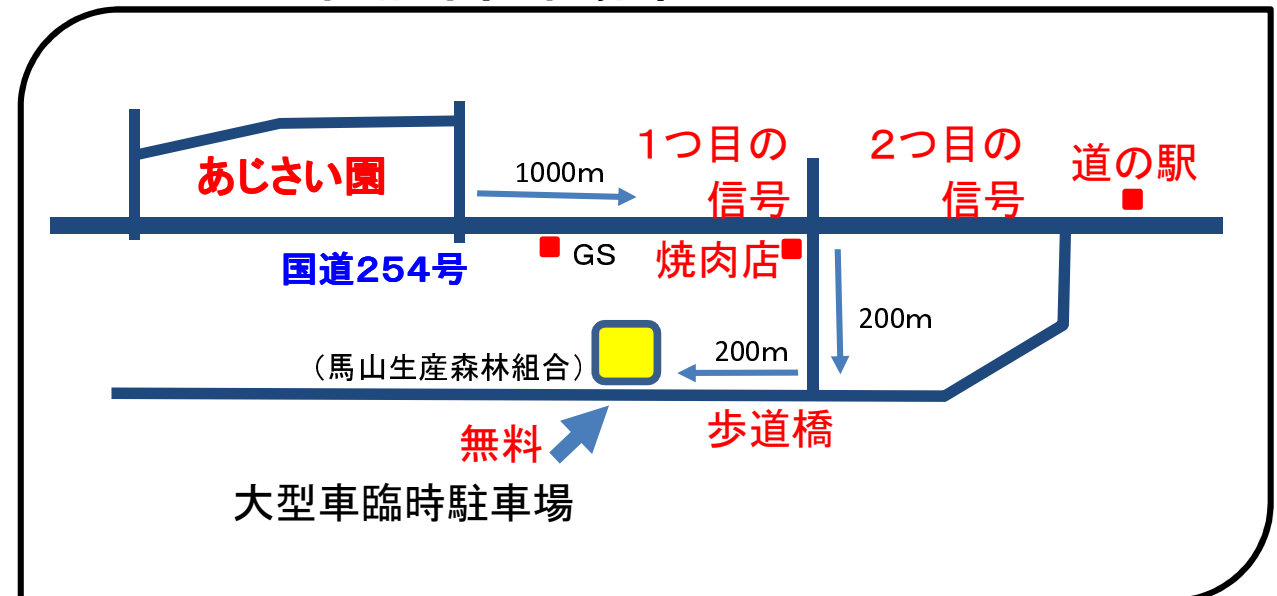 1つ目の
信号
2つ目の
信号
道の駅
あじさい園
1000m
国道254号
GS
焼肉店
200m
200m
（馬山生産森林組合）
歩道橋
無料
大型車臨時駐車場